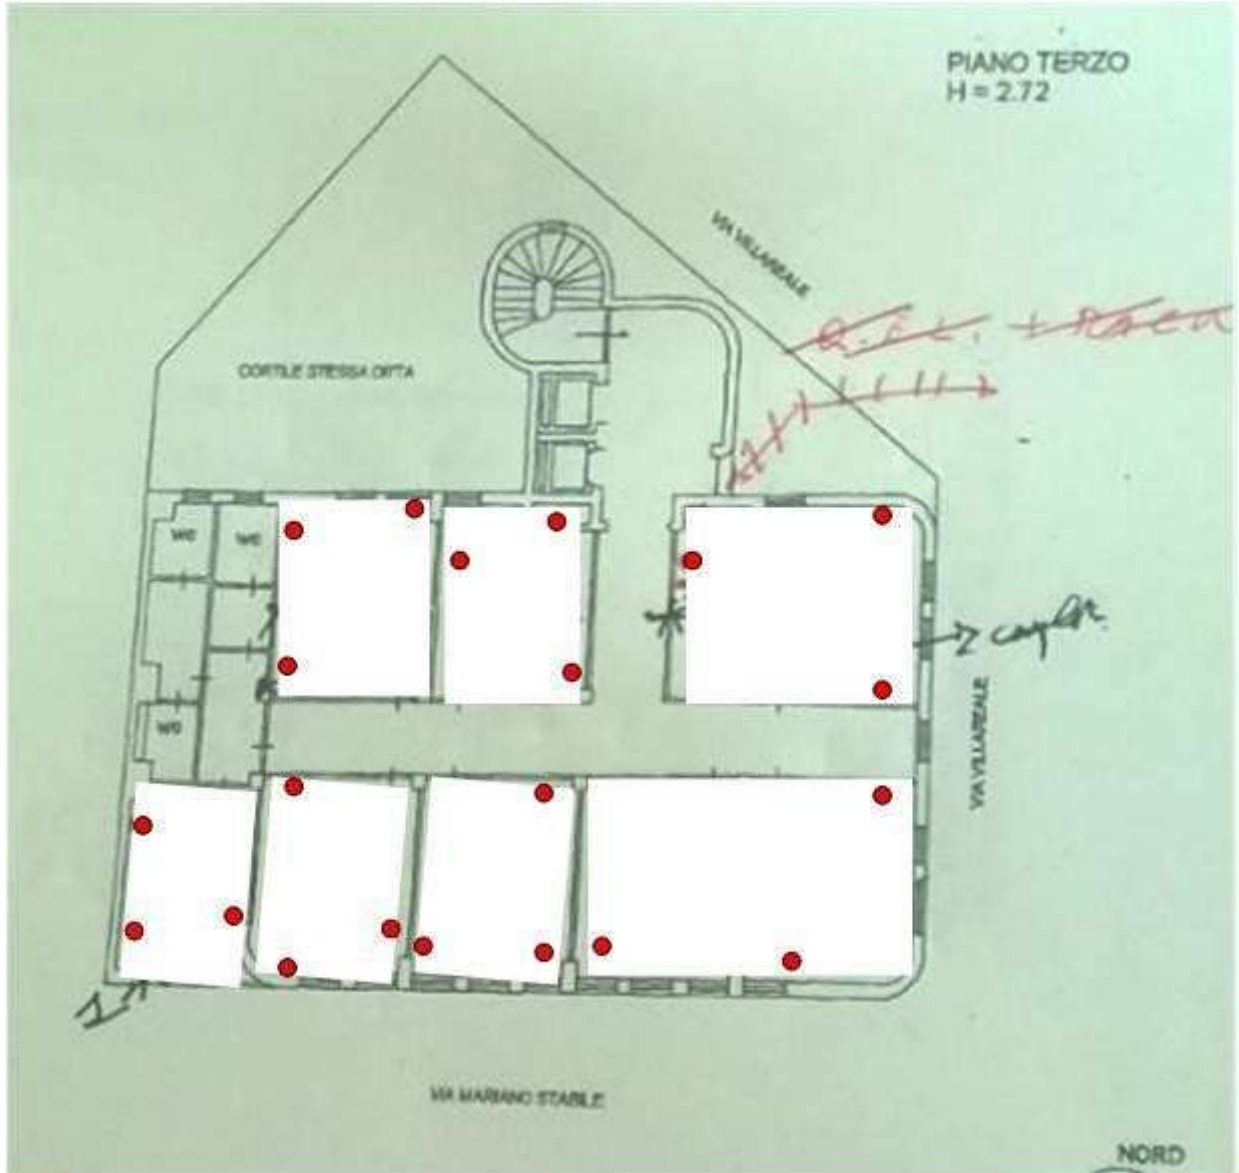 PIANO TERZO
H = 2.72
VIA VILLAREALE
CORTILE STESSA DITTA
WC
WC
WC
VIA VILLAREALE
VIA MARIANO STABILE
NORD